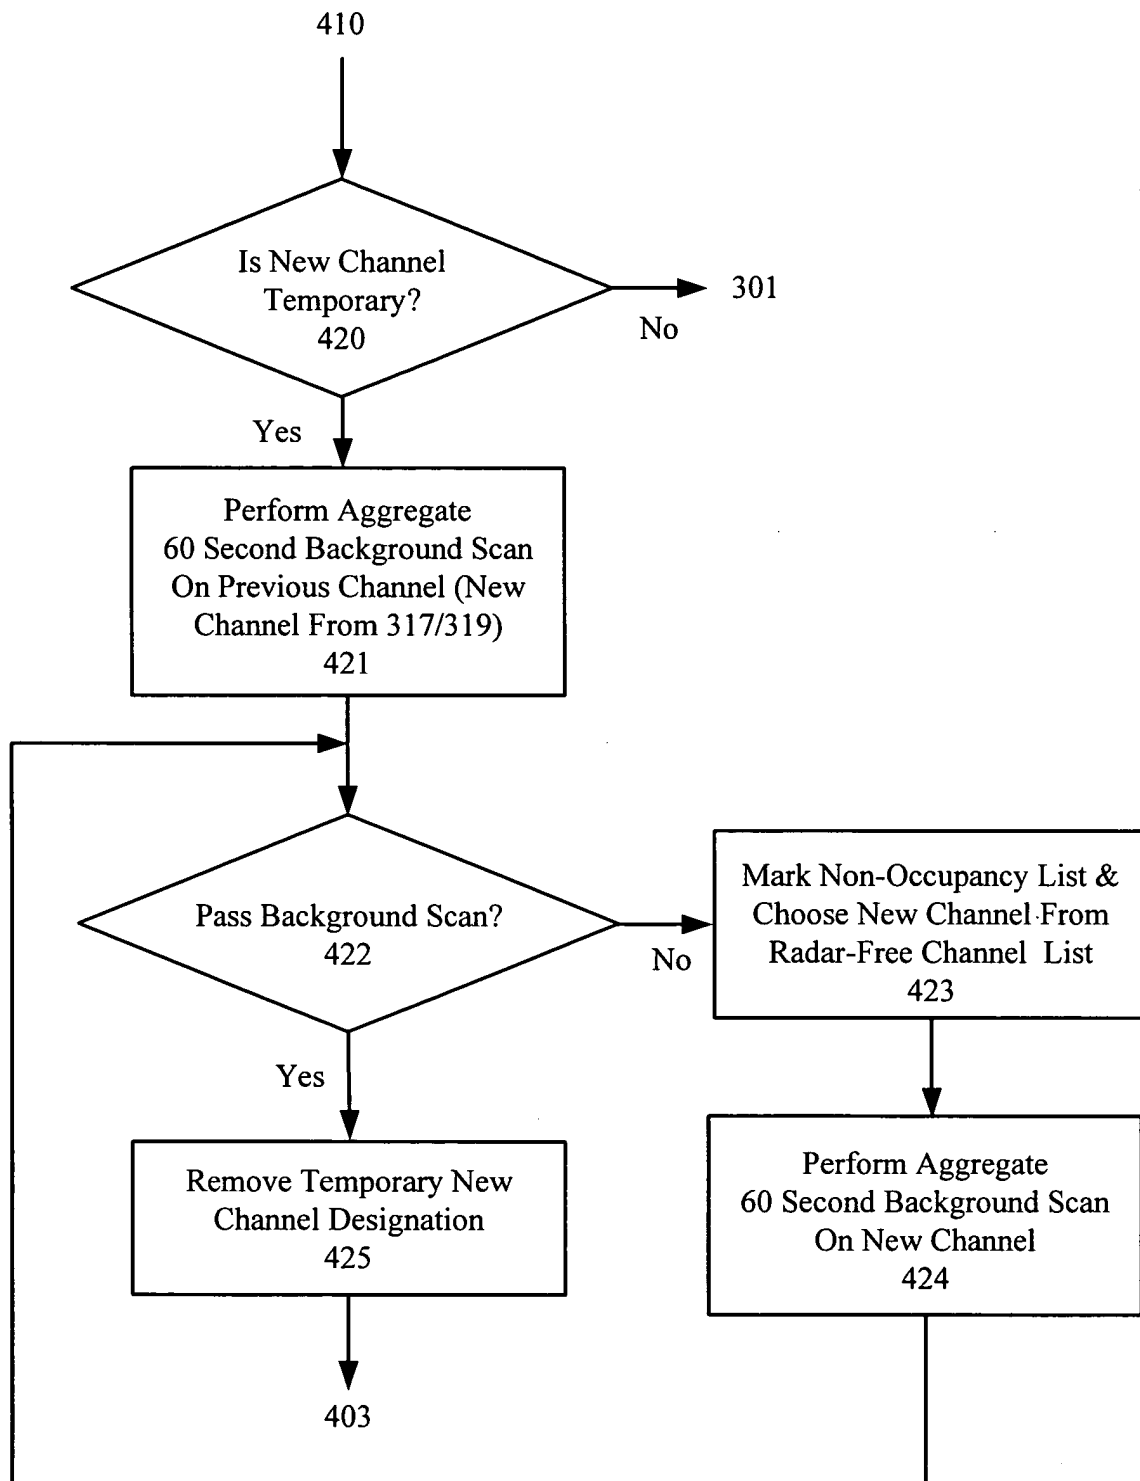 410
Is New Channel
Temporary?
420
301
No
Yes
Perform Aggregate
60 Second Background Scan
On Previous Channel (New
Channel From 317/319)
421
Pass Background Scan?
422
No
Mark Non-Occupancy List &
Choose New Channel From
Radar-Free Channel List
423
Yes
Remove Temporary New
Channel Designation
425
Perform Aggregate
60 Second Background Scan
On New Channel
424
403